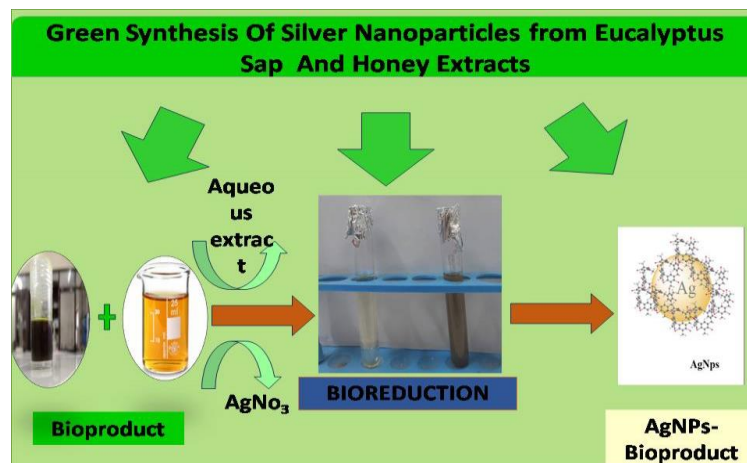 Green Synthesis Of Silver Nanoparticles from Eucalyptus
Sap And Honey Extracts
Aqueo
us
extrac
t
+
AgNo₃
Bioproduct
BIOREDUCTION
Ag
AgNps
AgNPs-
Bioproduct